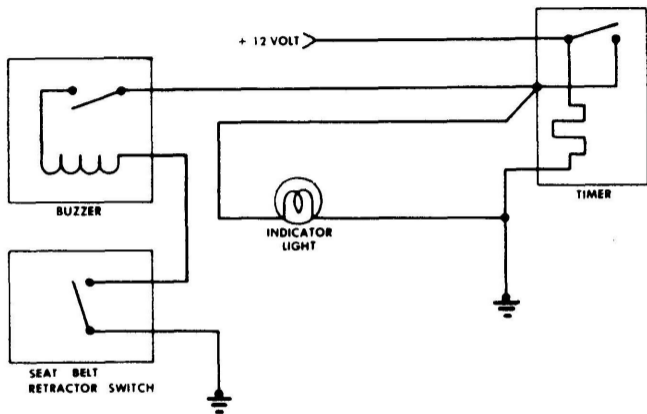 + 12 VOLT
TIMER
BUZZER
INDICATOR
LIGHT
SEAT BELT
RETRACTOR SWITCH